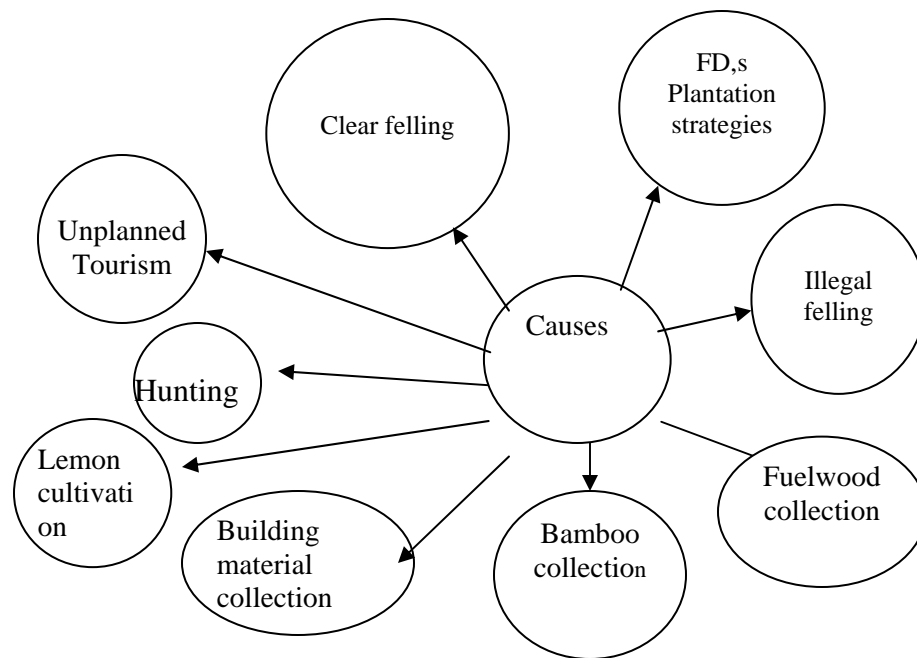 FD,s
Plantation
strategies
Clear felling
Unplanned
Tourism
Illegal
felling
Causes
Hunting
Lemon
cultivati
on
Fuelwood
collection
Building
material
collection
Bamboo
collection